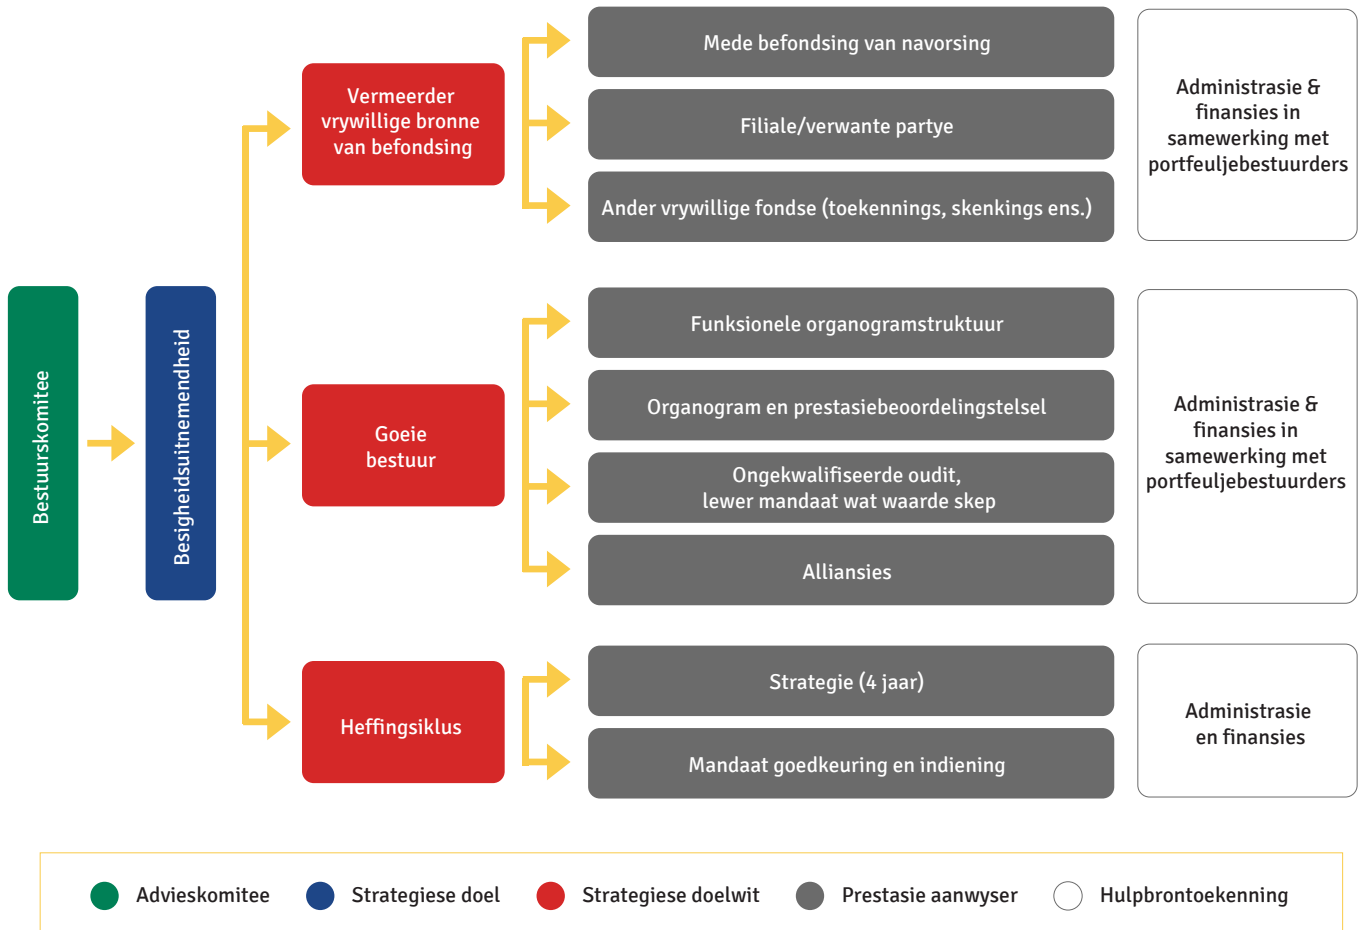 Bestuurskomitee
Besigheidsuitnemendheid
Vermeerder
vrywillige bronne
van befondsing
Mede befondsing van navorsing
Filiale/verwante partye
Ander vrywillige fondse (toekennings, skenkings ens.)
Administrasie &
finansies in
samewerking met
portfeuljebestuurders
Goeie
bestuur
Funksionele organogramstruktuur
Organogram en prestasiebeoordelingstelsel
Ongekwalifiseerde oudit,
lewer mandaat wat waarde skep
Alliansies
Administrasie &
finansies in
samewerking met
portfeuljebestuurders
Heffingsiklus
Strategie (4 jaar)
Mandaat goedkeuring en indiening
Administrasie
en finansies
Advieskomitee
Strategiese doel
Strategiese doelwit
Prestasie aanwyser
Hulpbrontoekenning